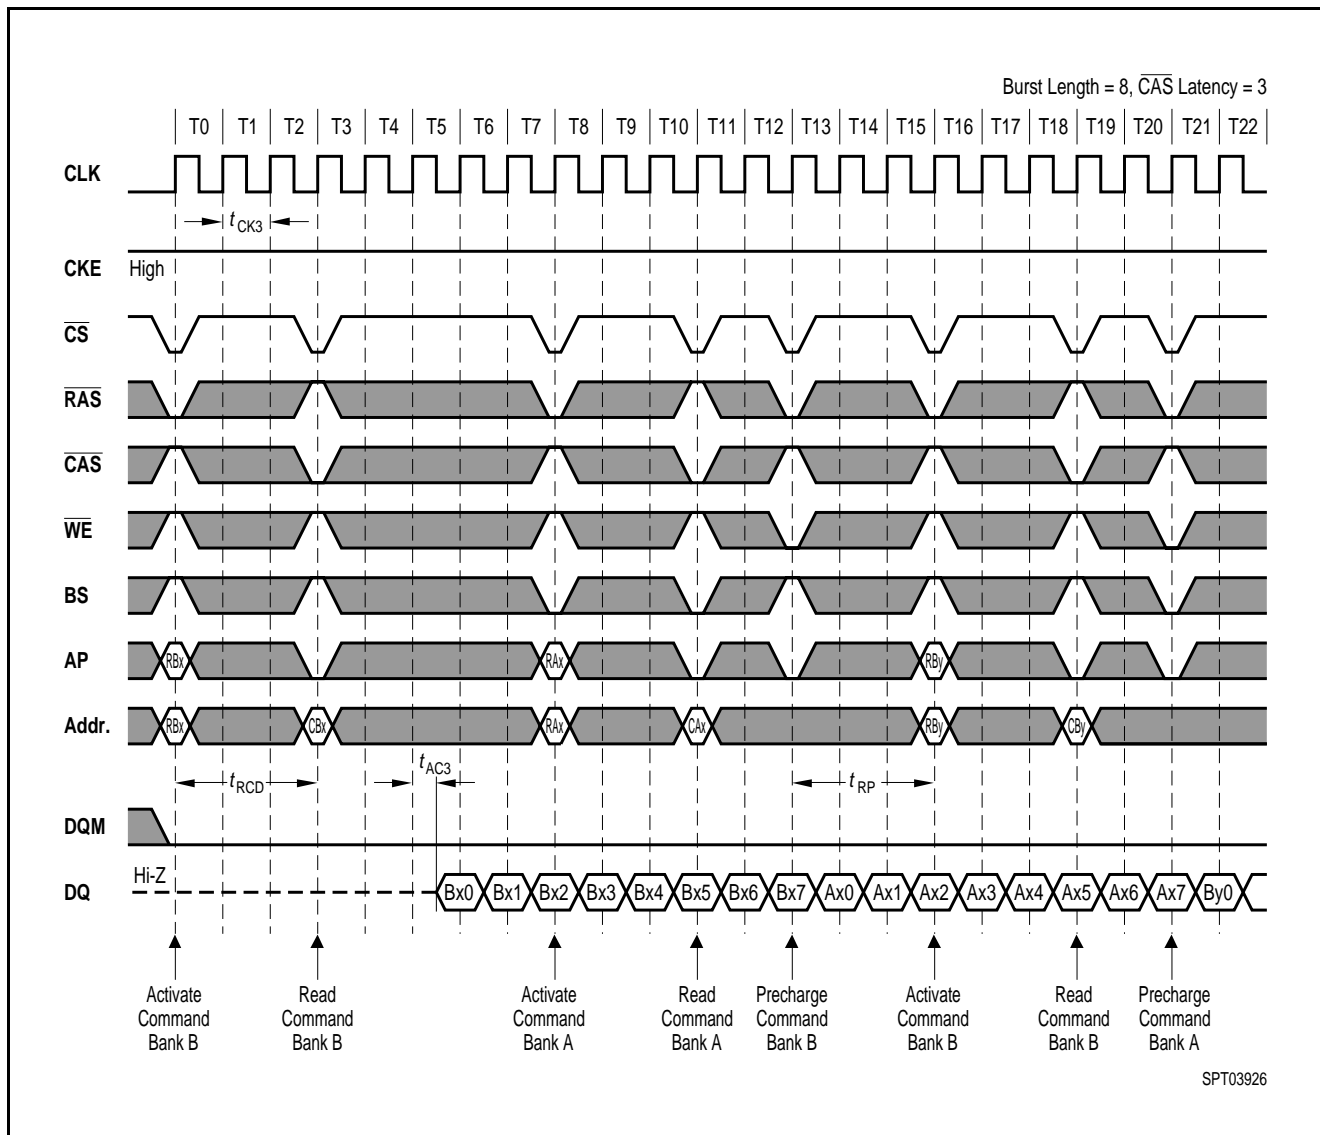 Burst Length = 8, CAS Latency = 3
T0 T1 T2 T3 T4 T5 T6 T7 T8 T9 T10 T11 T12 T13 T14 T15 T16 T17 T18 T19 T20 T21 T22
CLK
tCK3
CKE High
CS
RAS
CAS
WE
BS
AP RBx RAx RBy
Addr. RBx CBx RAx CAx RBy CBy
tRCD tAC3 tRP
DQM
DQ Hi-Z Bx0 Bx1 Bx2 Bx3 Bx4 Bx5 Bx6 Bx7 Ax0 Ax1 Ax2 Ax3 Ax4 Ax5 Ax6 Ax7 By0
Activate Read Activate Read Precharge Activate Read Precharge
Command Command Command Command Command Command Command Command
Bank B Bank B Bank A Bank A Bank B Bank B Bank B Bank A
SPT03926